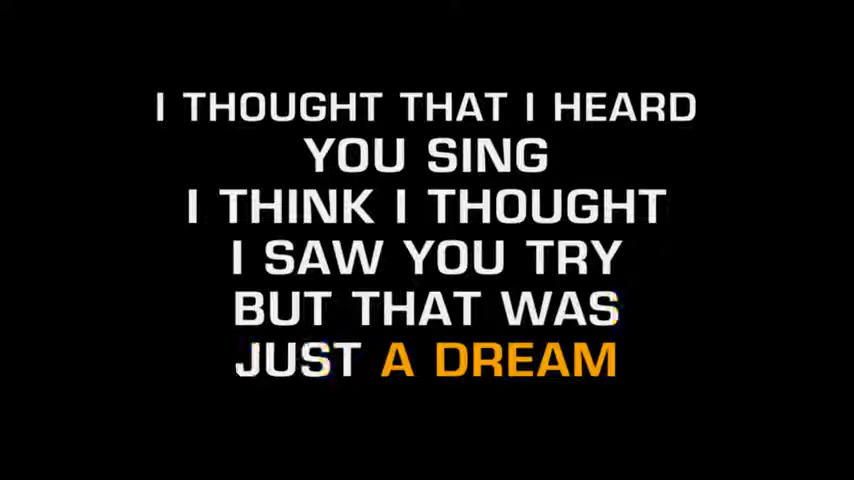 I THOUGHT THAT I HEARD
YOU SING
I THINK I THOUGHT
I SAW YOU TRY
BUT THAT WAS
JUST A DREAM